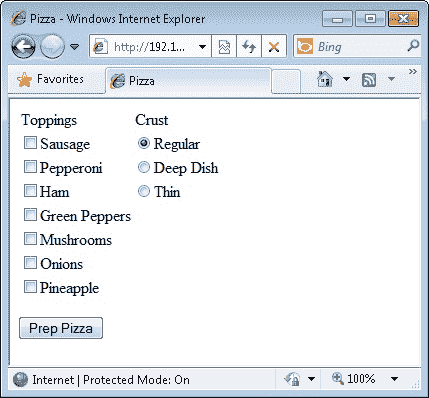 Pizza - Windows Internet Explorer
http://192.1...
Bing
Favorites
Pizza
Toppings Crust
Sausage Regular
Pepperoni Deep Dish
Ham Thin
Green Peppers
Mushrooms
Onions
Pineapple
Prep Pizza
Internet | Protected Mode: On
100%